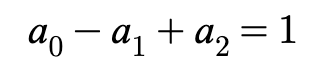 a₀ − a₁ + a₂ = 1